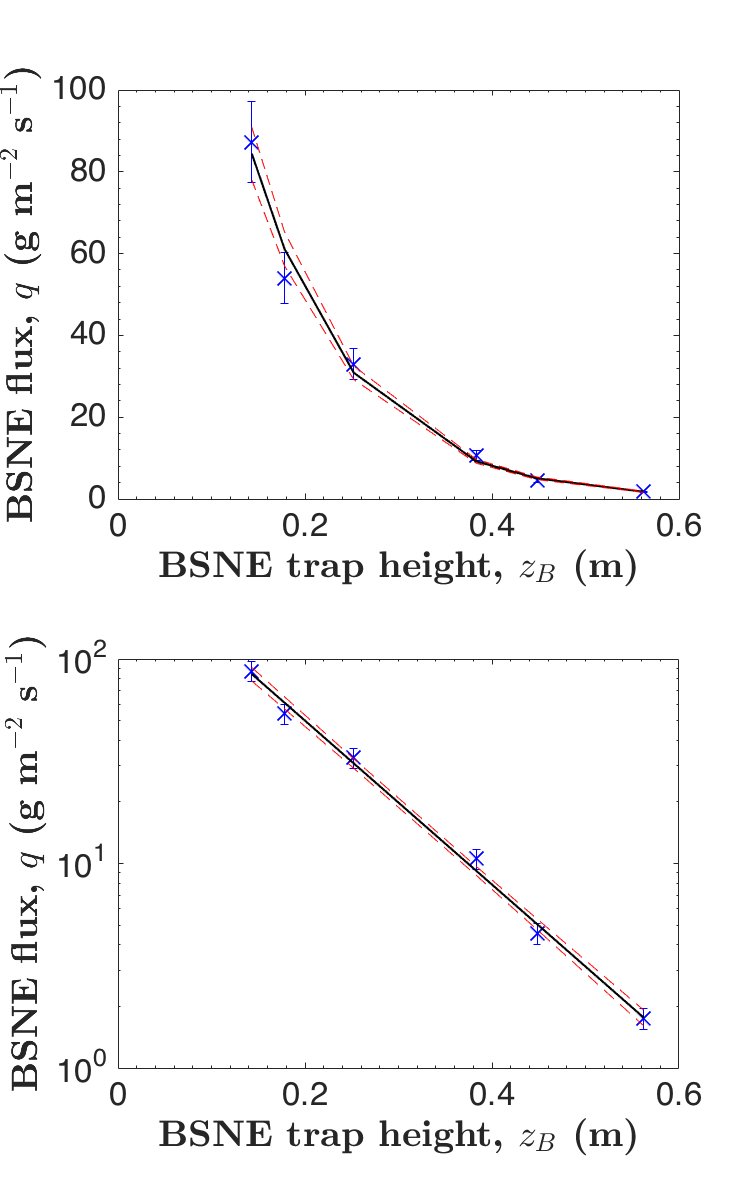 BSNE flux, q (g m⁻² s⁻¹)
100
80
60
40
20
0
0 0.2 0.4 0.6
BSNE trap height, z_B (m)
BSNE flux, q (g m⁻² s⁻¹)
10²
10¹
10⁰
0 0.2 0.4 0.6
BSNE trap height, z_B (m)